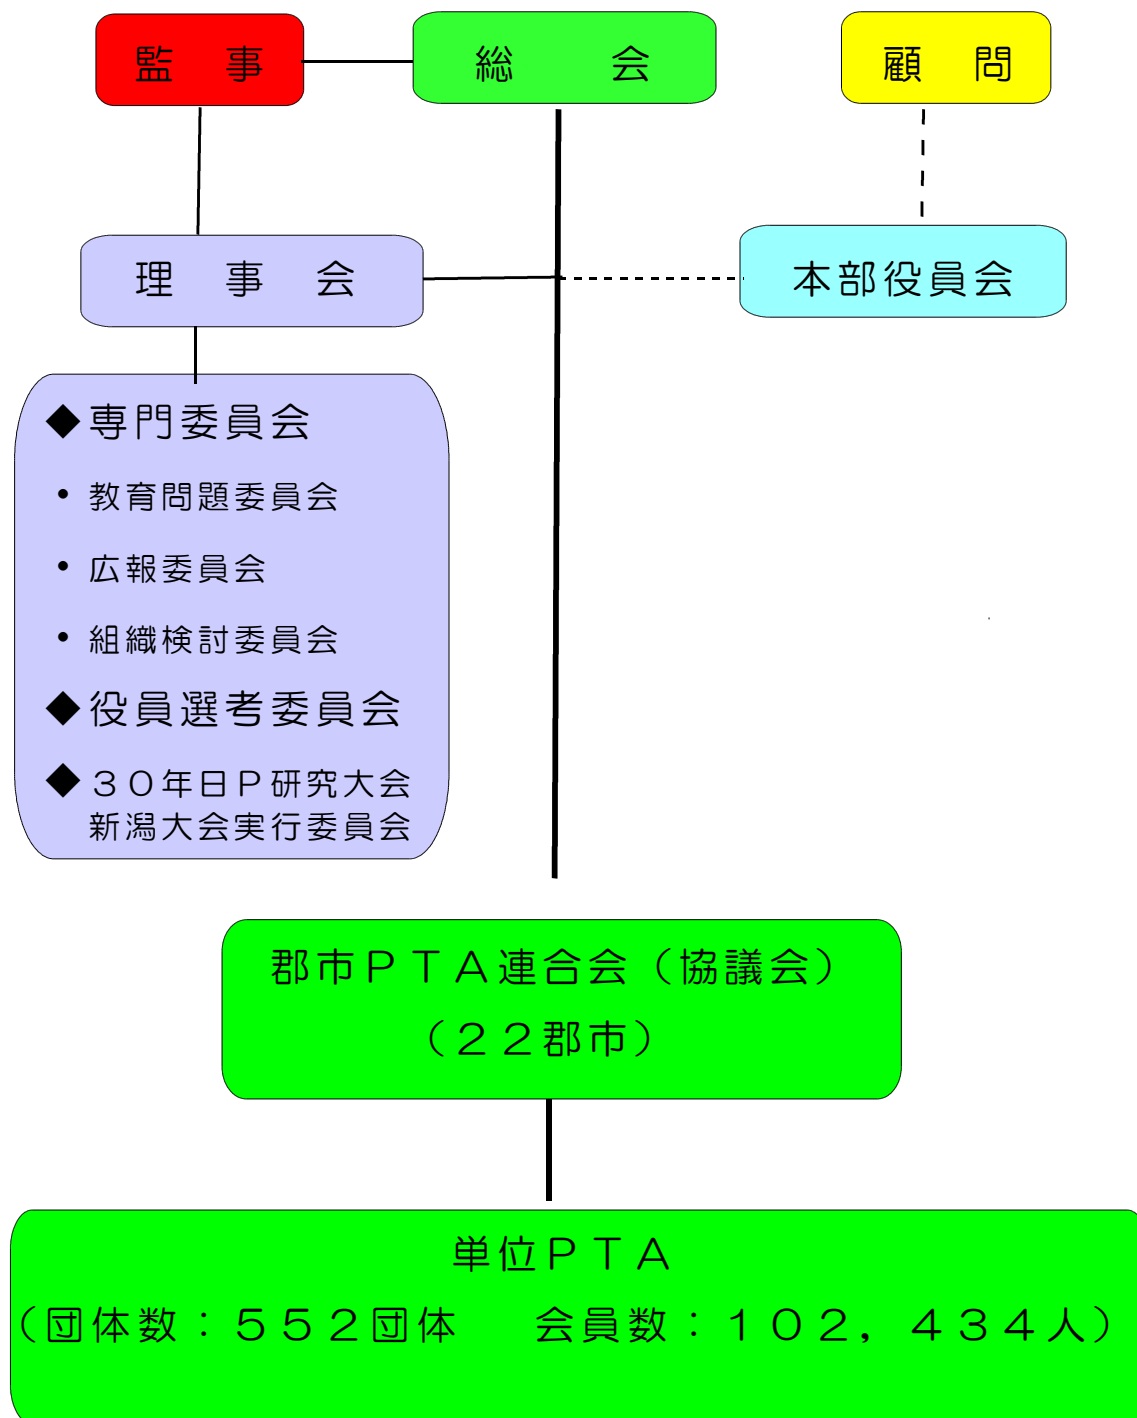 監　事
総　　会
顧　問
理　事　会
本部役員会
◆専門委員会
・教育問題委員会
・広報委員会
・組織検討委員会
◆役員選考委員会
◆３０年日Ｐ研究大会
新潟大会実行委員会
郡市ＰＴＡ連合会（協議会）
（２２郡市）
単位ＰＴＡ
（団体数：５５２団体　会員数：１０２，４３４人）